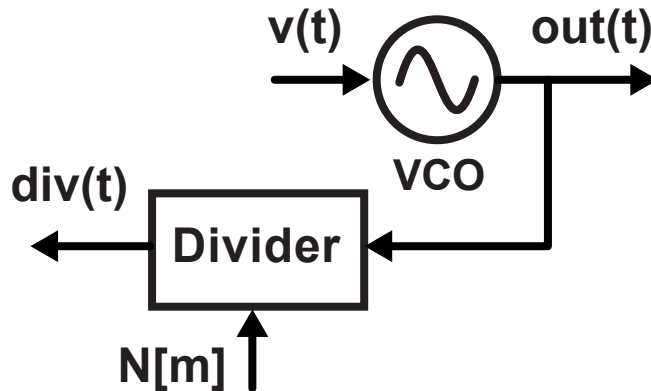 v(t)
out(t)
VCO
div(t)
Divider
N[m]